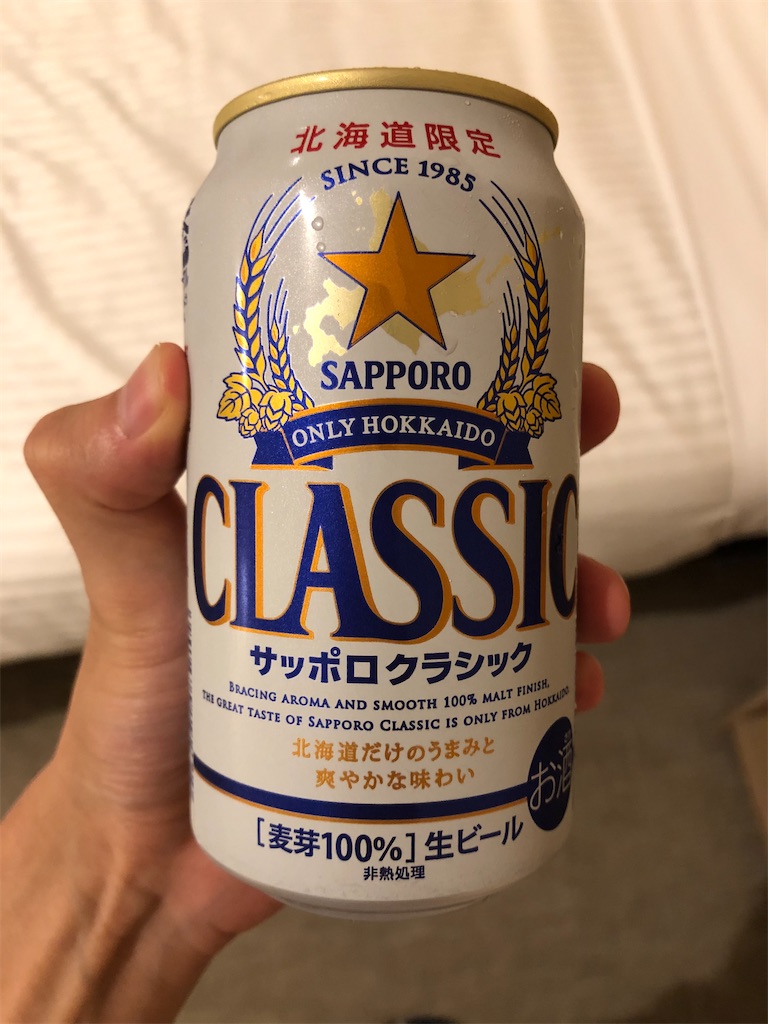 北海道限定
SINCE 1985
SAPPORO
ONLY HOKKAIDO
CLASSIC
サッポロクラシック
BRACING AROMA AND SMOOTH 100% MALT FINISH,
THE GREAT TASTE OF SAPPORO CLASSIC IS ONLY FROM HOKKAIDO.
北海道だけのうまみと
爽やかな味わい
お酒
[麦芽100%] 生ビール
非熱処理